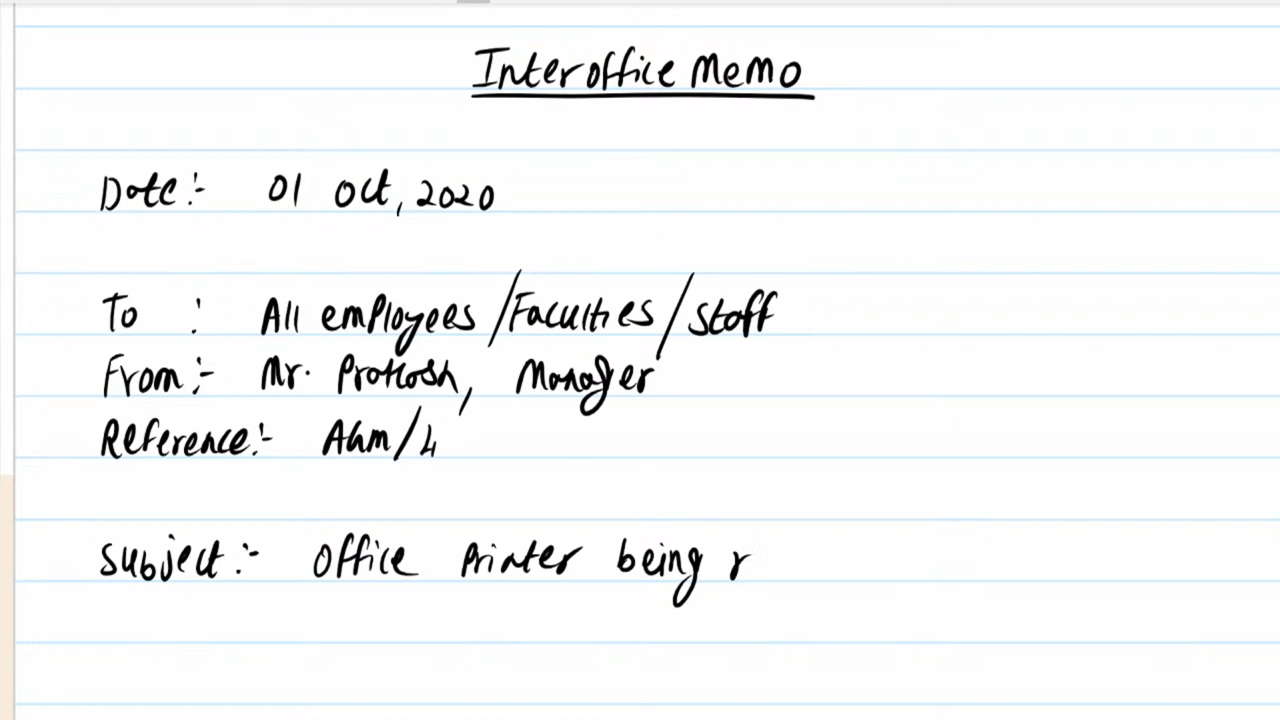 Interoffice Memo
Date:- 01 Oct, 2020
To : All employees/Faculties/Staff
From:- Mr. Prakash, Manager
Reference:- Ahm/4
Subject:- Office Printer being r